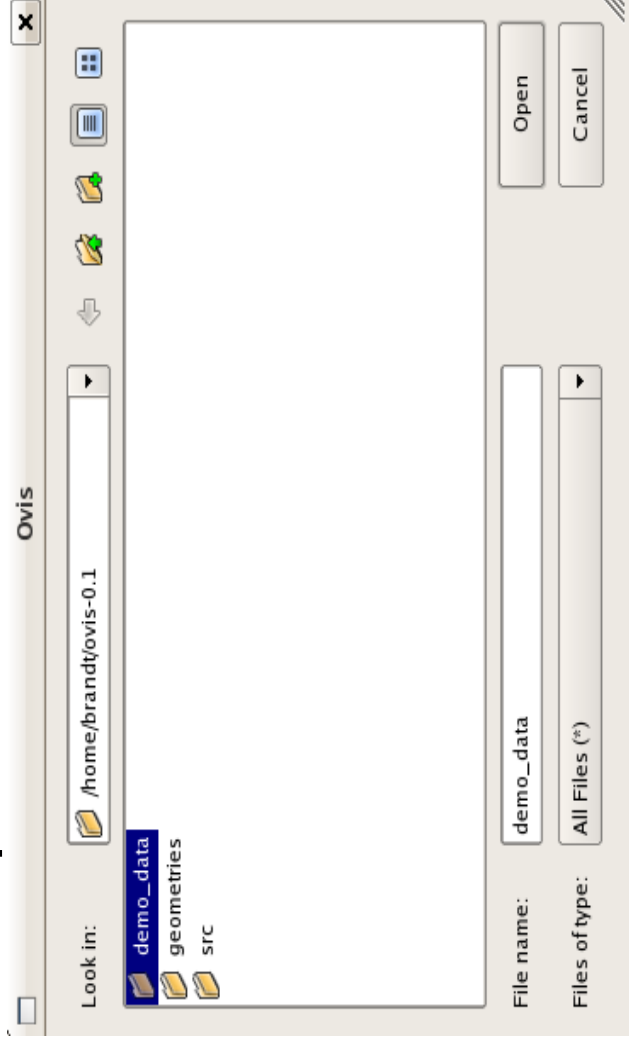 Ovis
Look in: /home/brandt/ovis-0.1
demo_data
geometries
src
File name: demo_data Open
Files of type: All Files (*) Cancel